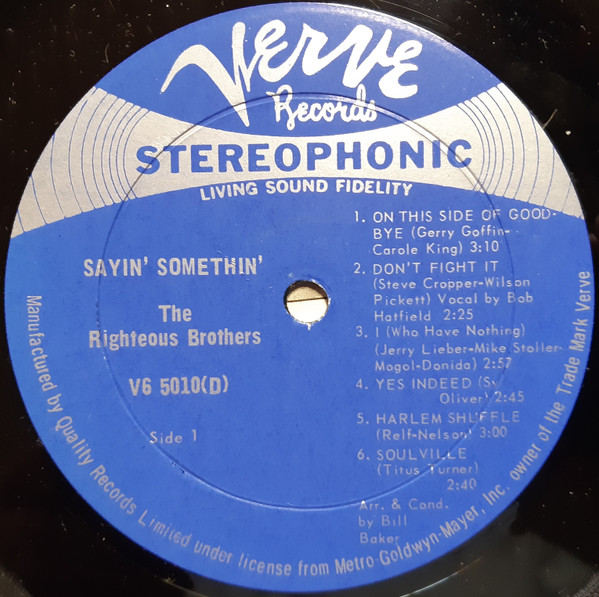 Verve
Records
STEREOPHONIC
LIVING SOUND FIDELITY
SAYIN' SOMETHIN'
The
Righteous Brothers
V6 5010(D)
Side 1
1. ON THIS SIDE OF GOOD-
BYE (Gerry Goffin-
Carole King) 3:10
2. DON'T FIGHT IT
(Steve Cropper-Wilson
Pickett) Vocal by Bob
Hatfield 2:25
3. I (Who Have Nothing)
(Jerry Lieber-Mike Stoller-
Mogol-Donida) 2:57
4. YES INDEED (Sy
Oliver) 2:45
5. HARLEM SHUFFLE
(Relf-Nelson) 3:00
6. SOULVILLE
(Titus Turner)
2:40
Arr. & Cond.
by Bill
Baker
Manufactured by Quality Records Limited under license from Metro-Goldwyn-Mayer, Inc. owner of the Trade Mark Verve